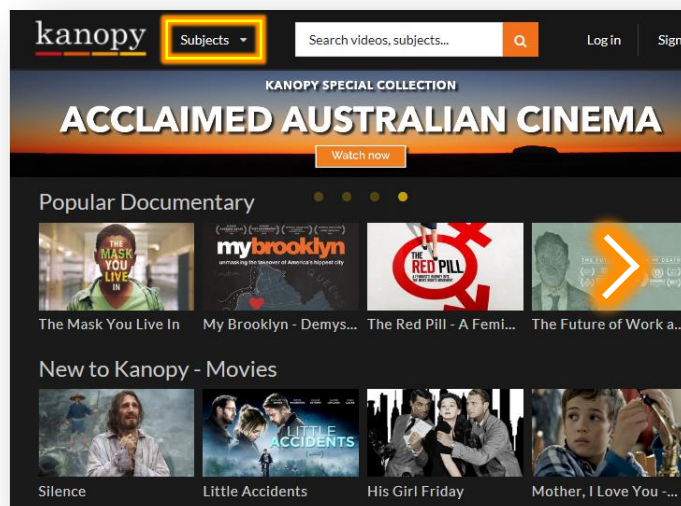 kanopy
Subjects
Search videos, subjects...
Log in
Sign
KANOPY SPECIAL COLLECTION
ACCLAIMED AUSTRALIAN CINEMA
Watch now
Popular Documentary
THE MASK YOU LIVE IN
mybrooklyn
unmasking the takeover of America's hippest city
THE RED PILL
The Mask You Live In
My Brooklyn - Demys...
The Red Pill - A Femi...
The Future of Work a...
New to Kanopy - Movies
LITTLE ACCIDENTS
Silence
Little Accidents
His Girl Friday
Mother, I Love You -...